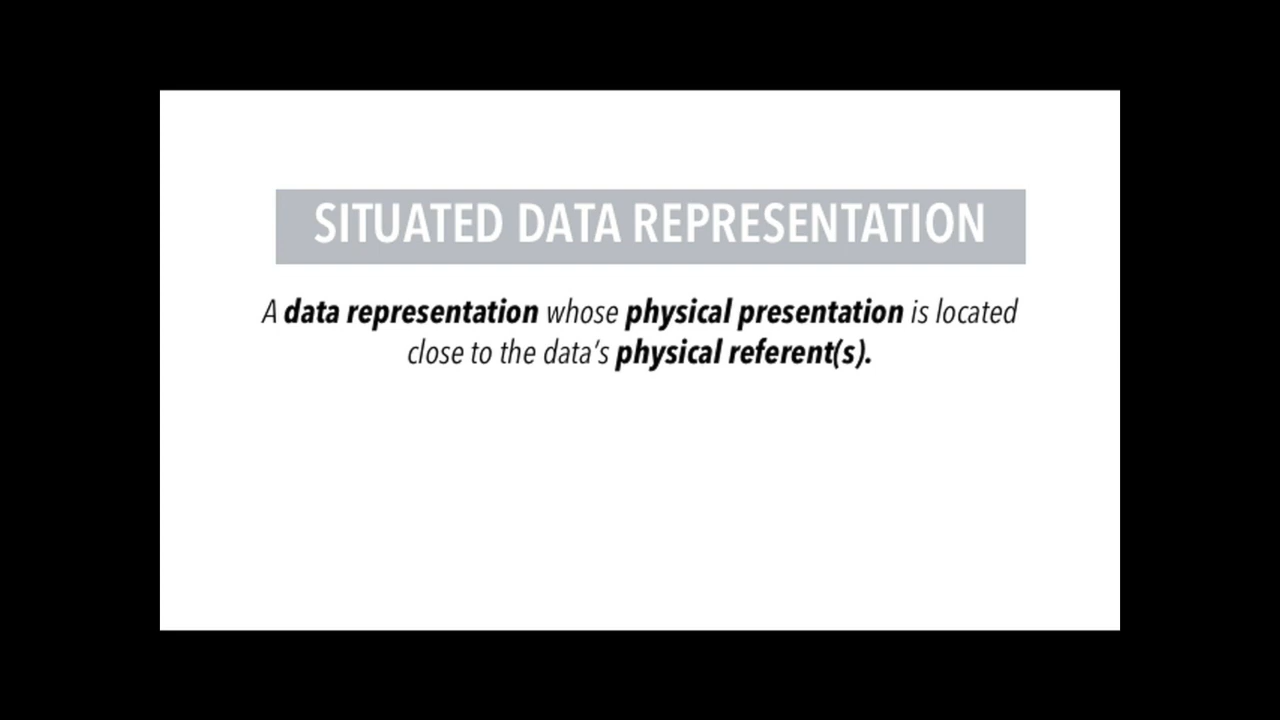 SITUATED DATA REPRESENTATION
A data representation whose physical presentation is located
close to the data's physical referent(s).